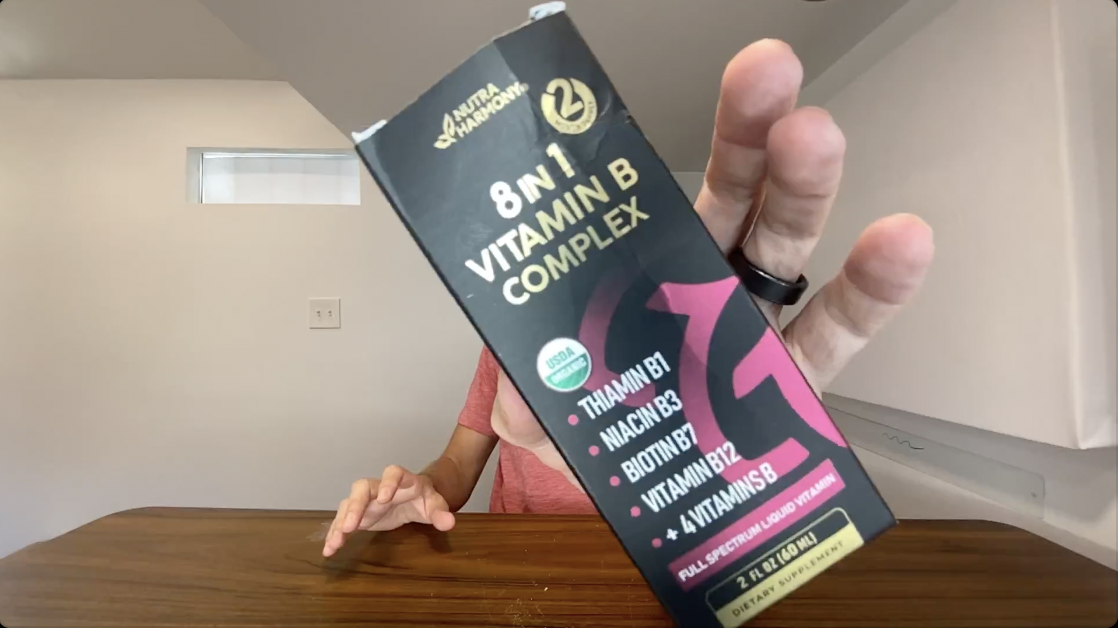 NUTRA
HARMONY
2
8 IN 1
VITAMIN B
COMPLEX
USDA
ORGANIC
THIAMIN B1
NIACIN B3
BIOTIN B7
VITAMIN B12
+ 4 VITAMINS B
FULL SPECTRUM LIQUID VITAMIN
2 FL OZ (60 ML)
DIETARY SUPPLEMENT